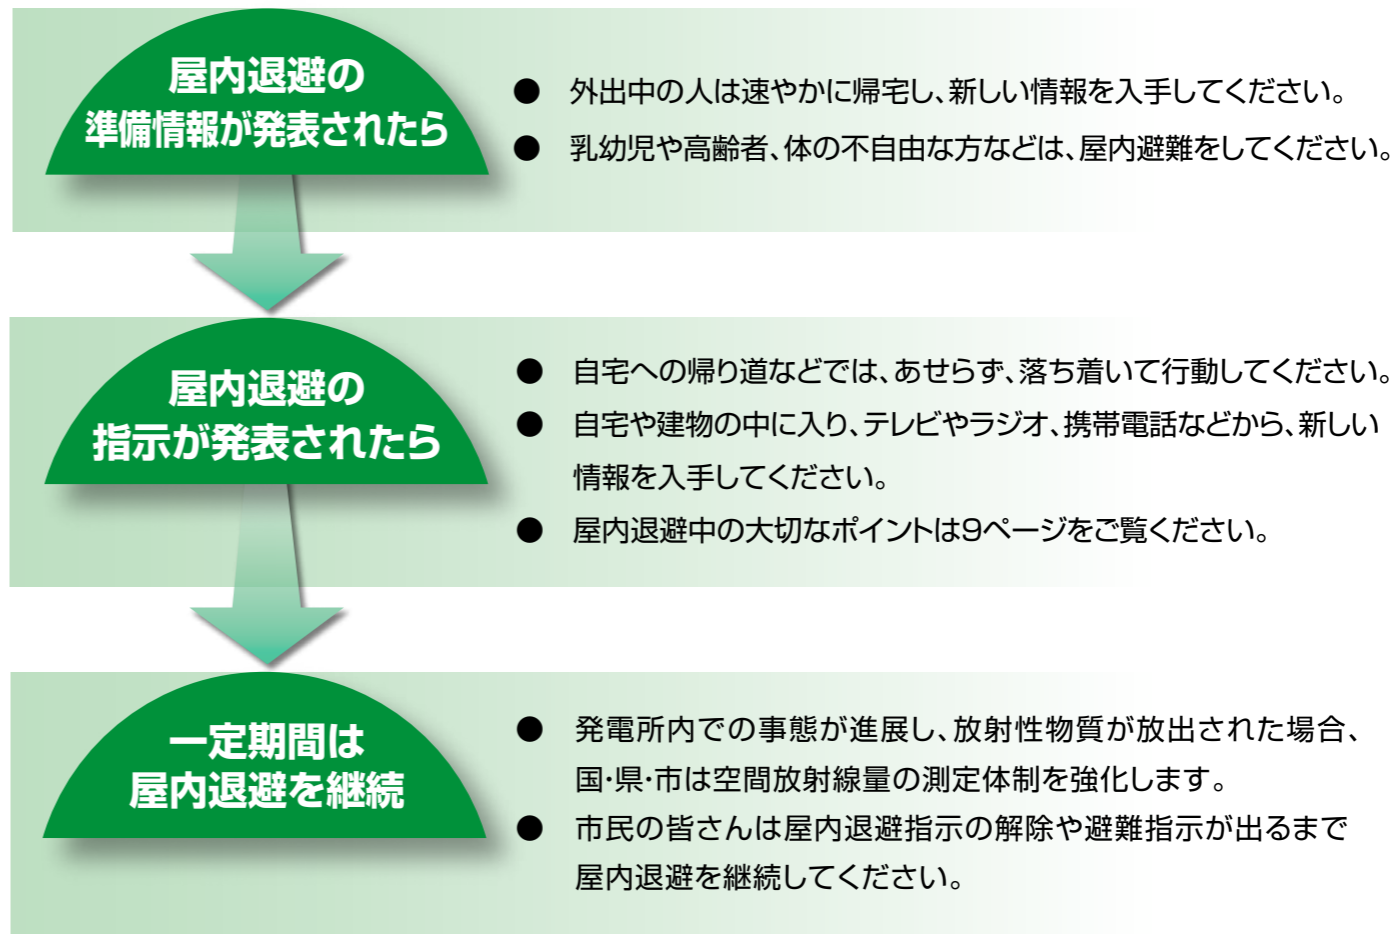 屋内退避の
準備情報が発表されたら
● 外出中の人は速やかに帰宅し、新しい情報を入手してください。
● 乳幼児や高齢者、体の不自由な方などは、屋内避難をしてください。
屋内退避の
指示が発表されたら
● 自宅への帰り道などでは、あせらず、落ち着いて行動してください。
● 自宅や建物の中に入り、テレビやラジオ、携帯電話などから、新しい
情報を入手してください。
● 屋内退避中の大切なポイントは9ページをご覧ください。
一定期間は
屋内退避を継続
● 発電所内での事態が進展し、放射性物質が放出された場合、
国・県・市は空間放射線量の測定体制を強化します。
● 市民の皆さんは屋内退避指示の解除や避難指示が出るまで
屋内退避を継続してください。